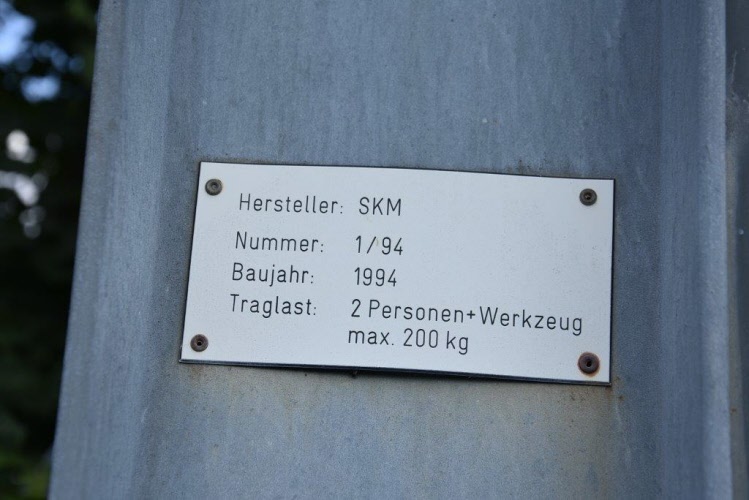 Hersteller: SKM
Nummer: 1/94
Baujahr: 1994
Traglast: 2 Personen+Werkzeug
max. 200 kg